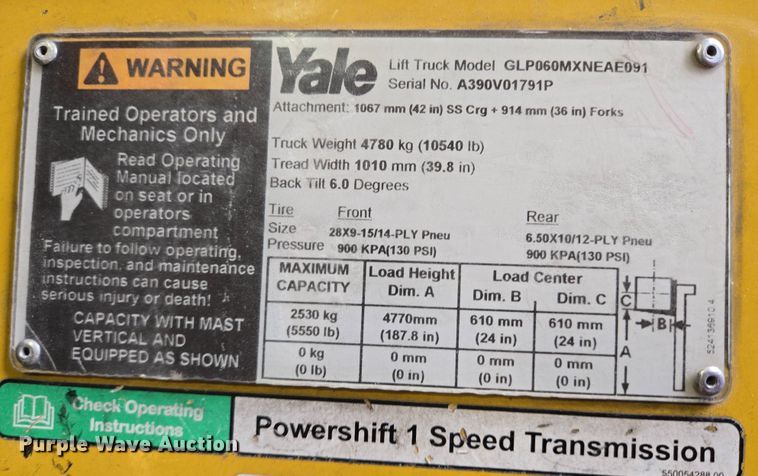 WARNING
Trained Operators and
Mechanics Only
Read Operating
Manual located
on seat or in
operators
compartment
Failure to follow operating,
inspection, and maintenance
instructions can cause
serious injury or death!
CAPACITY WITH MAST
VERTICAL AND
EQUIPPED AS SHOWN
Yale
Lift Truck Model GLP060MXNEAE091
Serial No. A390V01791P
Attachment: 1067 mm (42 in) SS Crg + 914 mm (36 in) Forks
Truck Weight 4780 kg (10540 lb)
Tread Width 1010 mm (39.8 in)
Back Tilt 6.0 Degrees
Tire Front Rear
Size 28X9-15/14-PLY Pneu 6.50X10/12-PLY Pneu
Pressure 900 KPA(130 PSI) 900 KPA(130 PSI)
MAXIMUM CAPACITY Load Height Dim. A Load Center Dim. B Dim. C
2530 kg 4770mm 610 mm 610 mm
(5550 lb) (187.8 in) (24 in) (24 in)
0 kg 0 mm 0 mm 0 mm
(0 lb) (0 in) (0 in) (0 in)
C
B
A
524136910 4
Check Operating
Instructions
Powershift 1 Speed Transmission
550054288 00
Purple Wave Auction